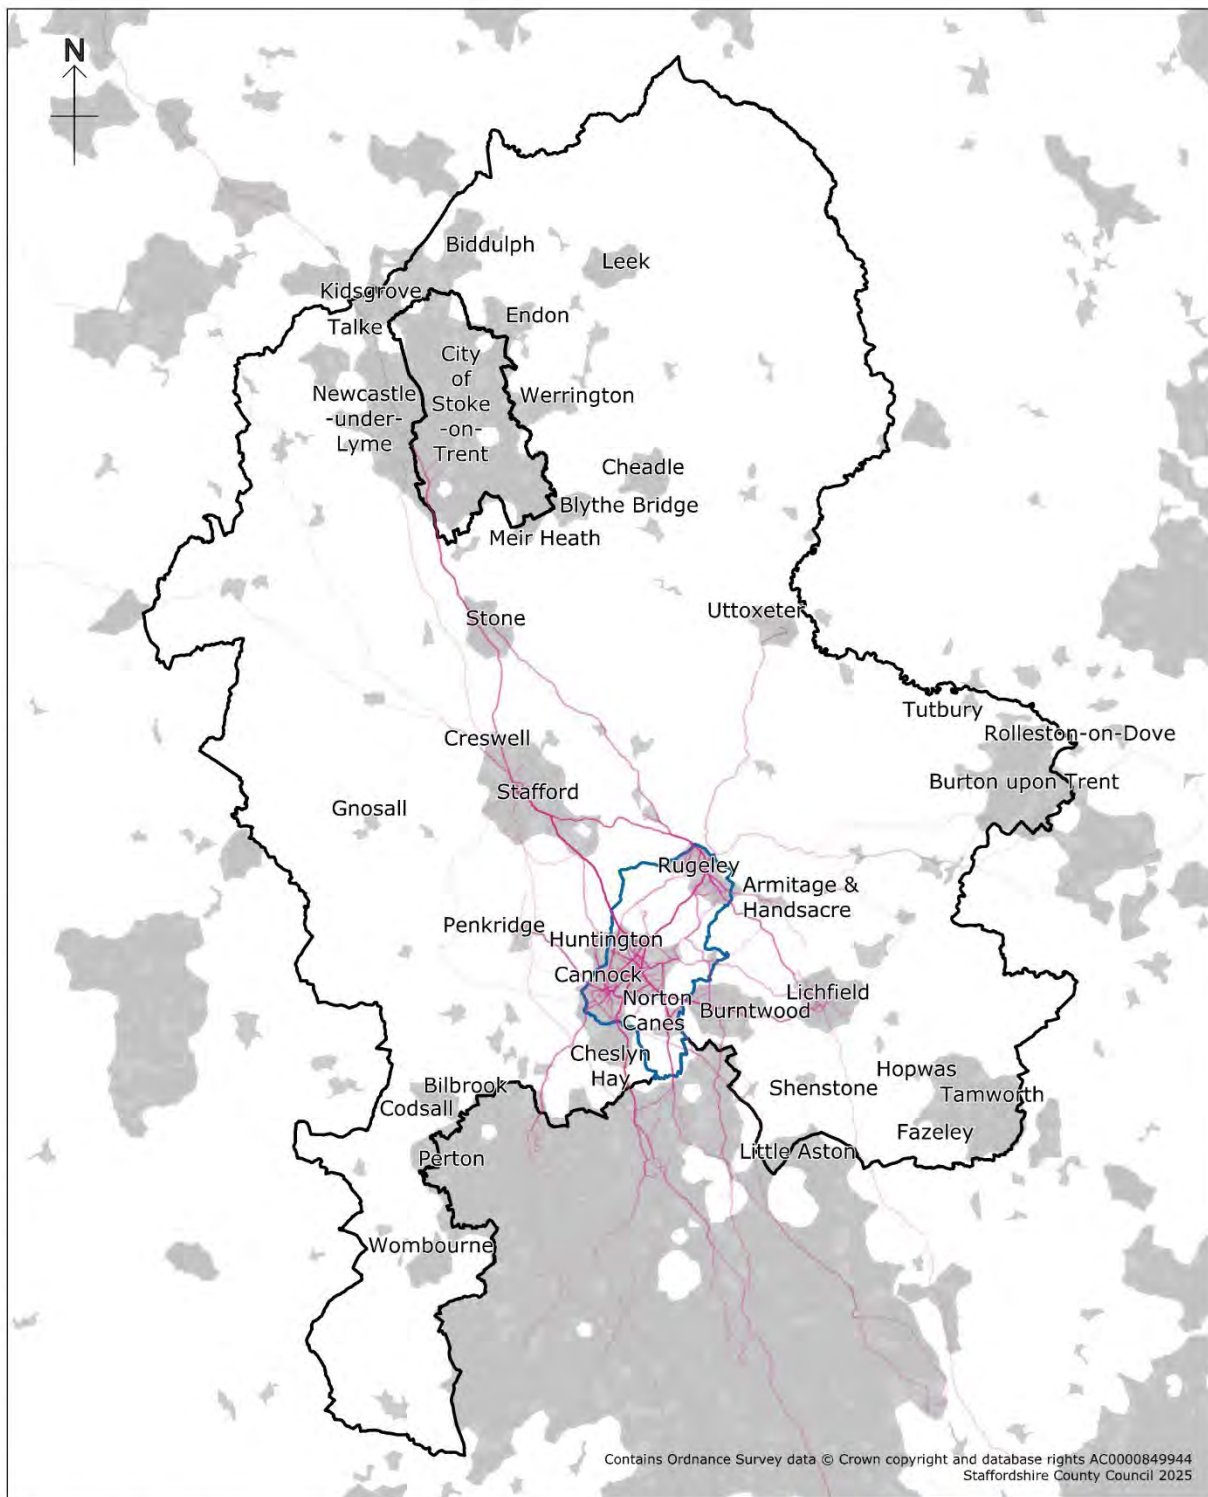 N
Biddulph
Leek
Kidsgrove
Endon
Talke
City
of
Stoke
-on-
Trent
Newcastle
-under-
Lyme
Werrington
Cheadle
Blythe Bridge
Meir Heath
Stone
Uttoxeter
Tutbury
Rolleston-on-Dove
Creswell
Burton upon Trent
Stafford
Gnosall
Rugeley
Armitage &
Handsacre
Penkridge
Huntington
Cannock
Lichfield
Norton
Canes
Burntwood
Cheslyn
Hay
Hopwas
Bilbrook
Shenstone
Tamworth
Codsall
Fazeley
Little Aston
Perton
Wombourne
Contains Ordnance Survey data © Crown copyright and database rights AC0000849944
Staffordshire County Council 2025